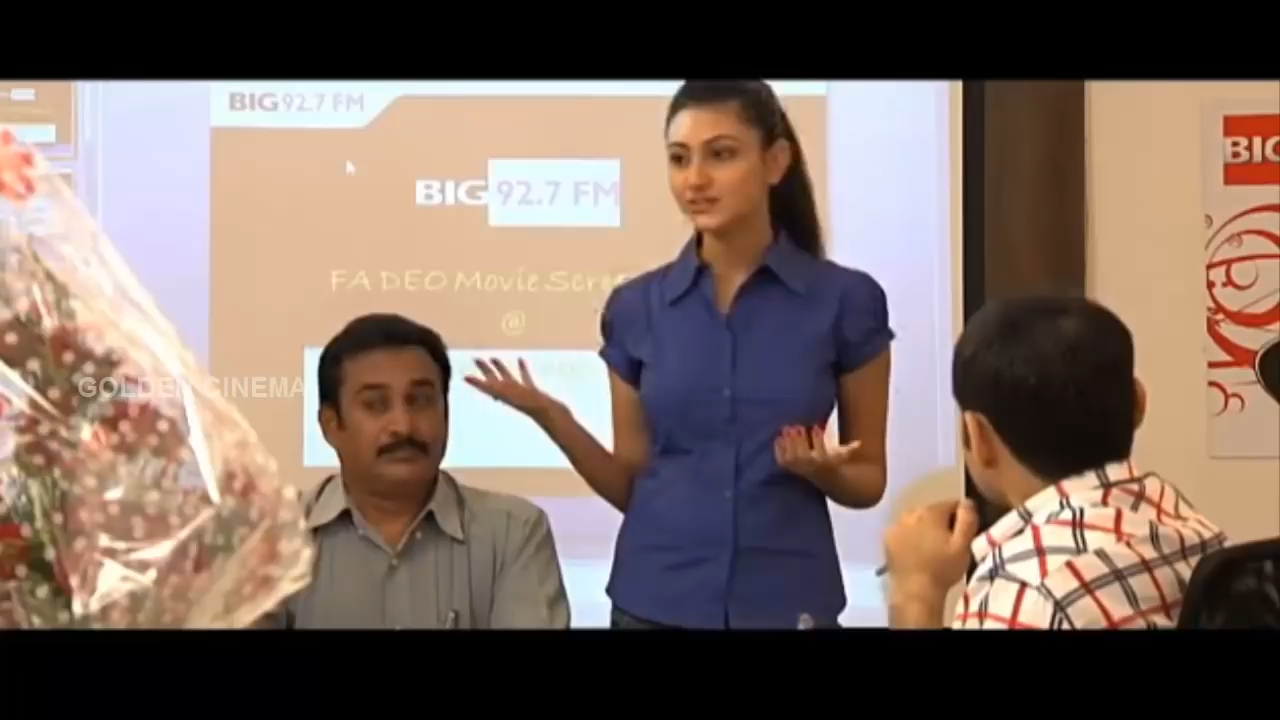 BIG 92.7 FM
BIG 92.7 FM
BIG
FA DEO Movie
@
GOLDEN CINEMA